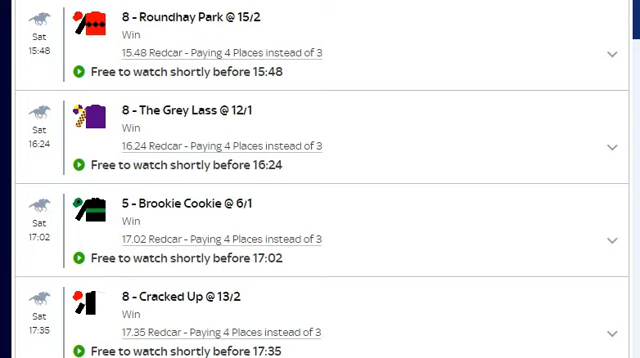 8 - Roundhay Park @ 15/2
Win
Sat
15:48
15.48 Redcar - Paying 4 Places instead of 3
Free to watch shortly before 15:48
8 - The Grey Lass @ 12/1
Win
Sat
16:24
16.24 Redcar - Paying 4 Places instead of 3
Free to watch shortly before 16:24
5 - Brookie Cookie @ 6/1
Win
Sat
17:02
17.02 Redcar - Paying 4 Places instead of 3
Free to watch shortly before 17:02
8 - Cracked Up @ 13/2
Win
Sat
17:35
17.35 Redcar - Paying 4 Places instead of 3
Free to watch shortly before 17:35